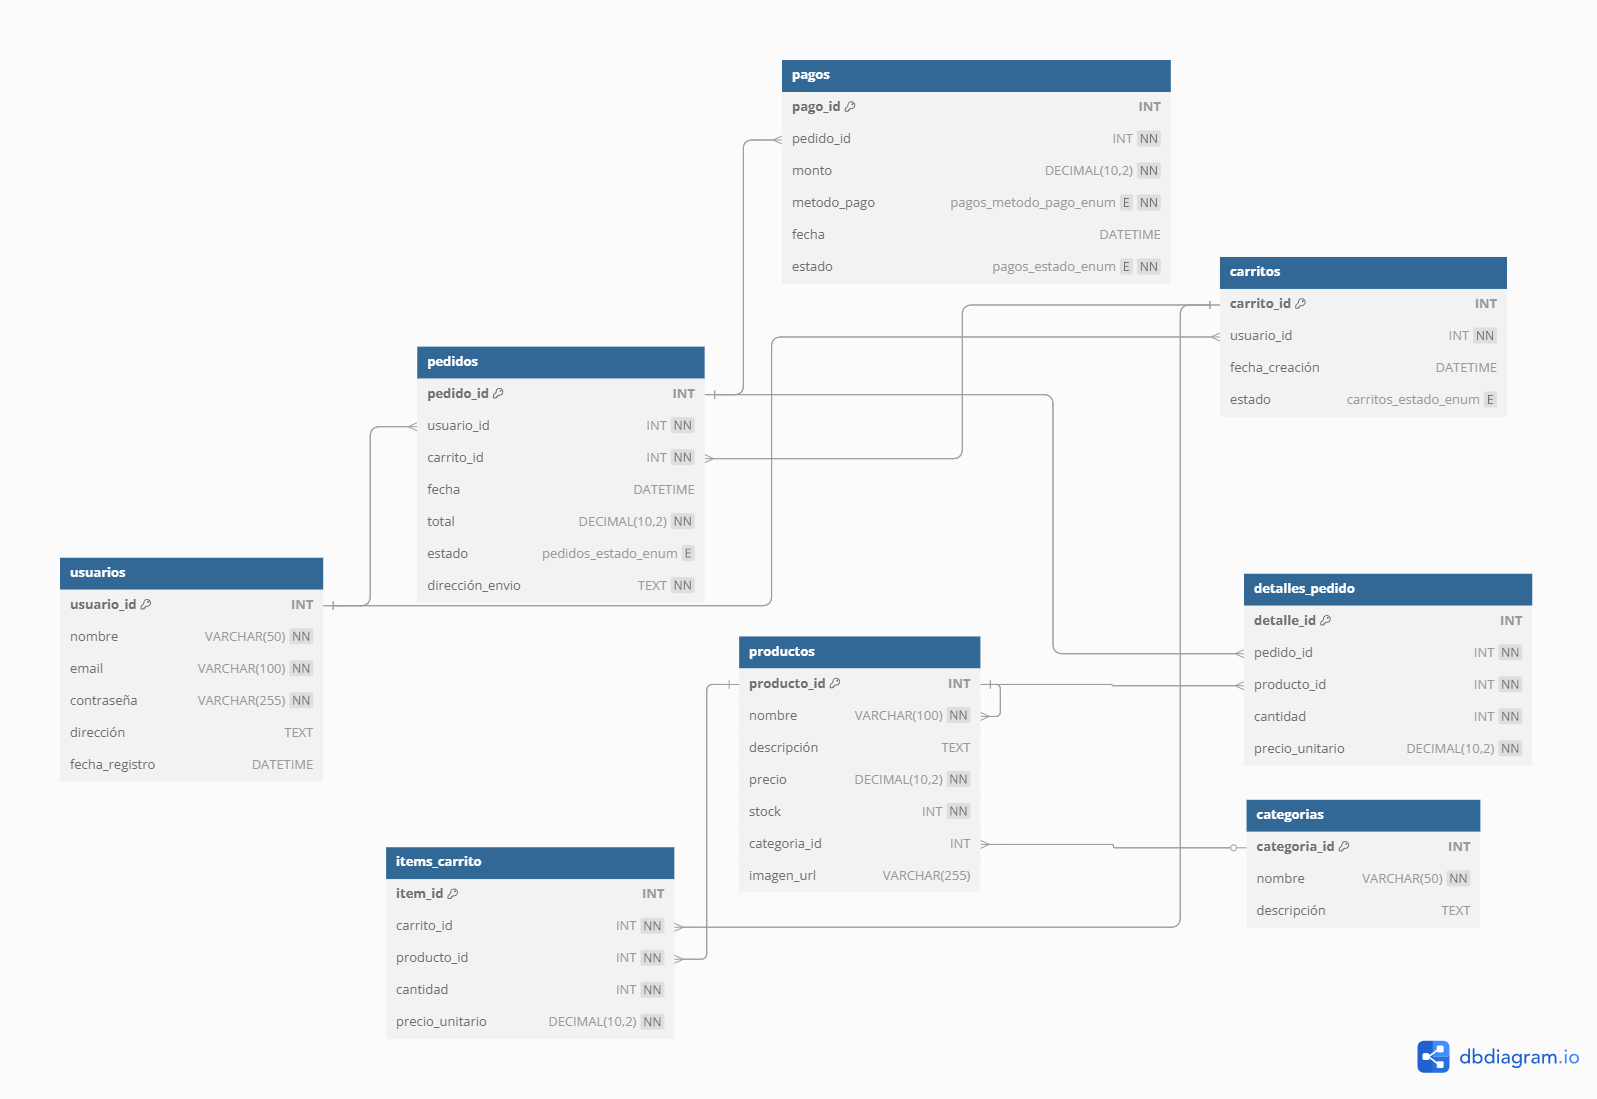 pagos
pago_id INT
pedido_id INT NN
monto DECIMAL(10,2) NN
metodo_pago pagos_metodo_pago_enum E NN
fecha DATETIME
estado pagos_estado_enum E NN
carritos
carrito_id INT
usuario_id INT NN
fecha_creación DATETIME
estado carritos_estado_enum E
pedidos
pedido_id INT
usuario_id INT NN
carrito_id INT NN
fecha DATETIME
total DECIMAL(10,2) NN
estado pedidos_estado_enum E
dirección_envio TEXT NN
usuarios
usuario_id INT
nombre VARCHAR(50) NN
email VARCHAR(100) NN
contraseña VARCHAR(255) NN
dirección TEXT
fecha_registro DATETIME
detalles_pedido
detalle_id INT
pedido_id INT NN
producto_id INT NN
cantidad INT NN
precio_unitario DECIMAL(10,2) NN
productos
producto_id INT
nombre VARCHAR(100) NN
descripción TEXT
precio DECIMAL(10,2) NN
stock INT NN
categoria_id INT
imagen_url VARCHAR(255)
categorias
categoria_id INT
nombre VARCHAR(50) NN
descripción TEXT
items_carrito
item_id INT
carrito_id INT NN
producto_id INT NN
cantidad INT NN
precio_unitario DECIMAL(10,2) NN
dbdiagram.io